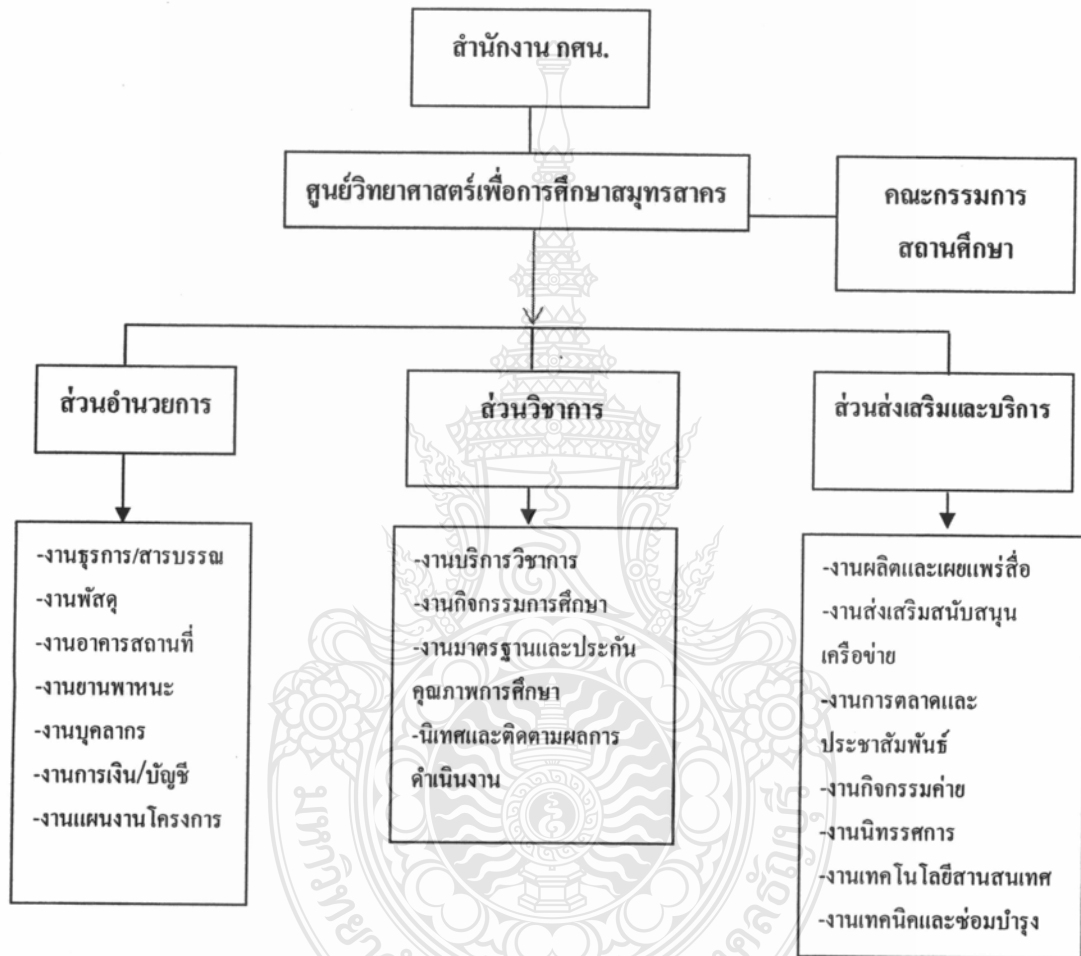 สำนักงาน กศน.
ศูนย์วิทยาศาสตร์เพื่อการศึกษาสมุทรสาคร
คณะกรรมการ
สถานศึกษา
ส่วนอำนวยการ
ส่วนวิชาการ
ส่วนส่งเสริมและบริการ
-งานธุรการ/สารบรรณ
-งานพัสดุ
-งานอาคารสถานที่
-งานยานพาหนะ
-งานบุคลากร
-งานการเงิน/บัญชี
-งานแผนงานโครงการ
-งานบริการวิชาการ
-งานกิจกรรมการศึกษา
-งานมาตรฐานและประกัน
คุณภาพการศึกษา
-นิเทศและติดตามผลการ
ดำเนินงาน
-งานผลิตและเผยแพร่สื่อ
-งานส่งเสริมสนับสนุน
เครือข่าย
-งานการตลาดและ
ประชาสัมพันธ์
-งานกิจกรรมค่าย
-งานนิทรรศการ
-งานเทคโนโลยีสานสนเทศ
-งานเทคนิคและซ่อมบำรุง